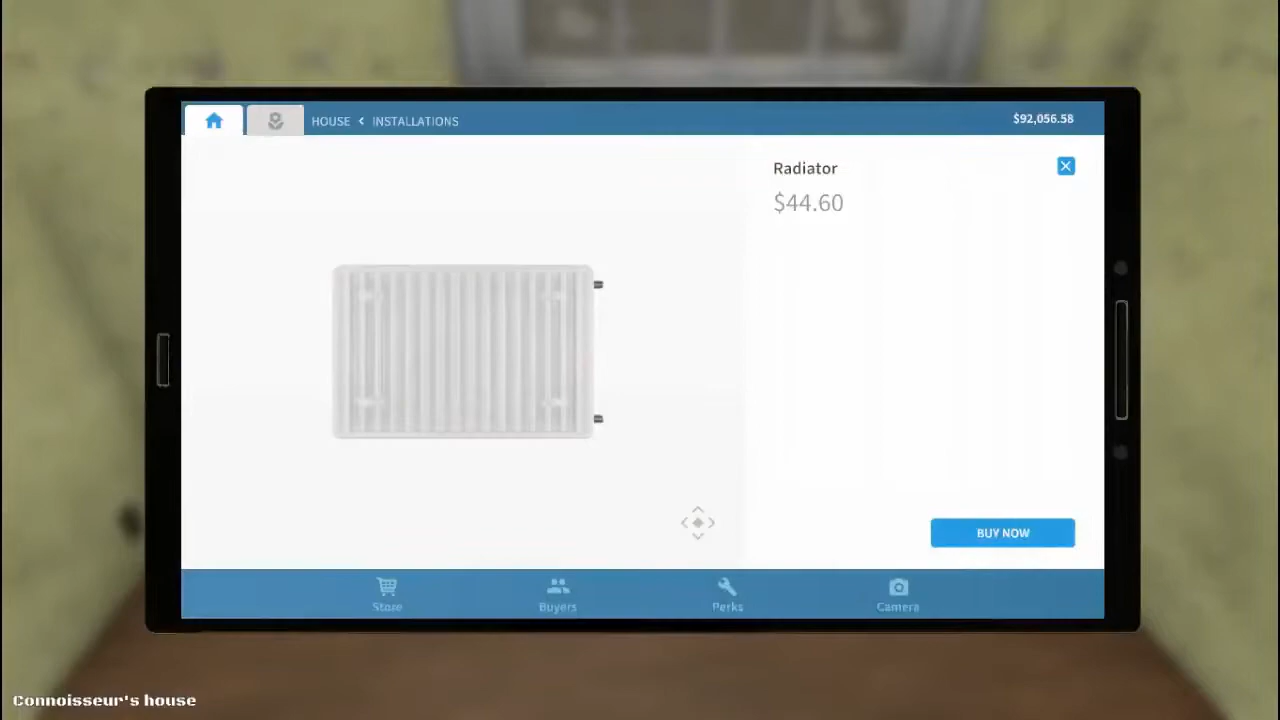 HOUSE < INSTALLATIONS
$92,056.58
Radiator
$44.60
BUY NOW
Store
Buyers
Perks
Camera
Connoisseur's house